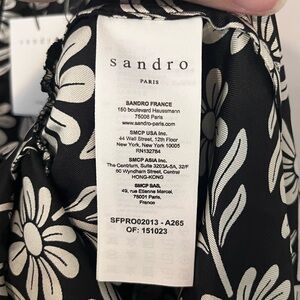 sandro
sandro
PARIS
SANDRO FRANCE
150 boulevard Haussmann
75008 Paris
www.sandro-paris.com
SMCP USA Inc.
44 Wall Street, 12th Floor
New York, New York 10005
RN132784
SMCP ASIA Inc.
The Centrium, Suite 3203-5A, 32/F
60 Wyndham Street, Central
HONG-KONG
SMCP SAS,
49, rue Etienne Marcel,
75001 Paris,
France
SFPRO02013 - A265
OF: 151023